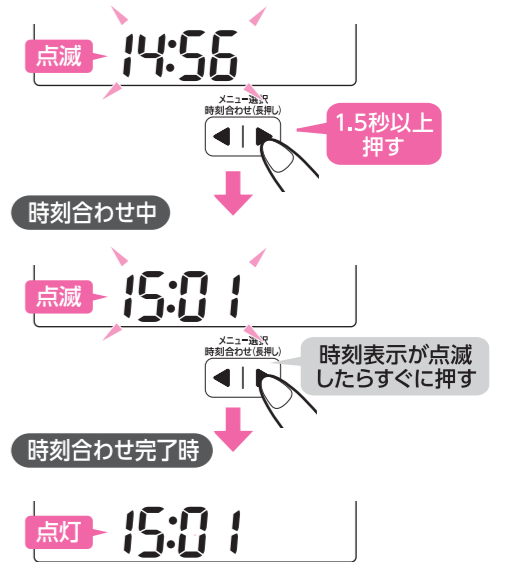 点滅
14:56
メニュー選択
時刻合わせ(長押し)
1.5秒以上
押す
時刻合わせ中
点滅
15:01
メニュー選択
時刻合わせ(長押し)
時刻表示が点滅
したらすぐに押す
時刻合わせ完了時
点灯
15:01